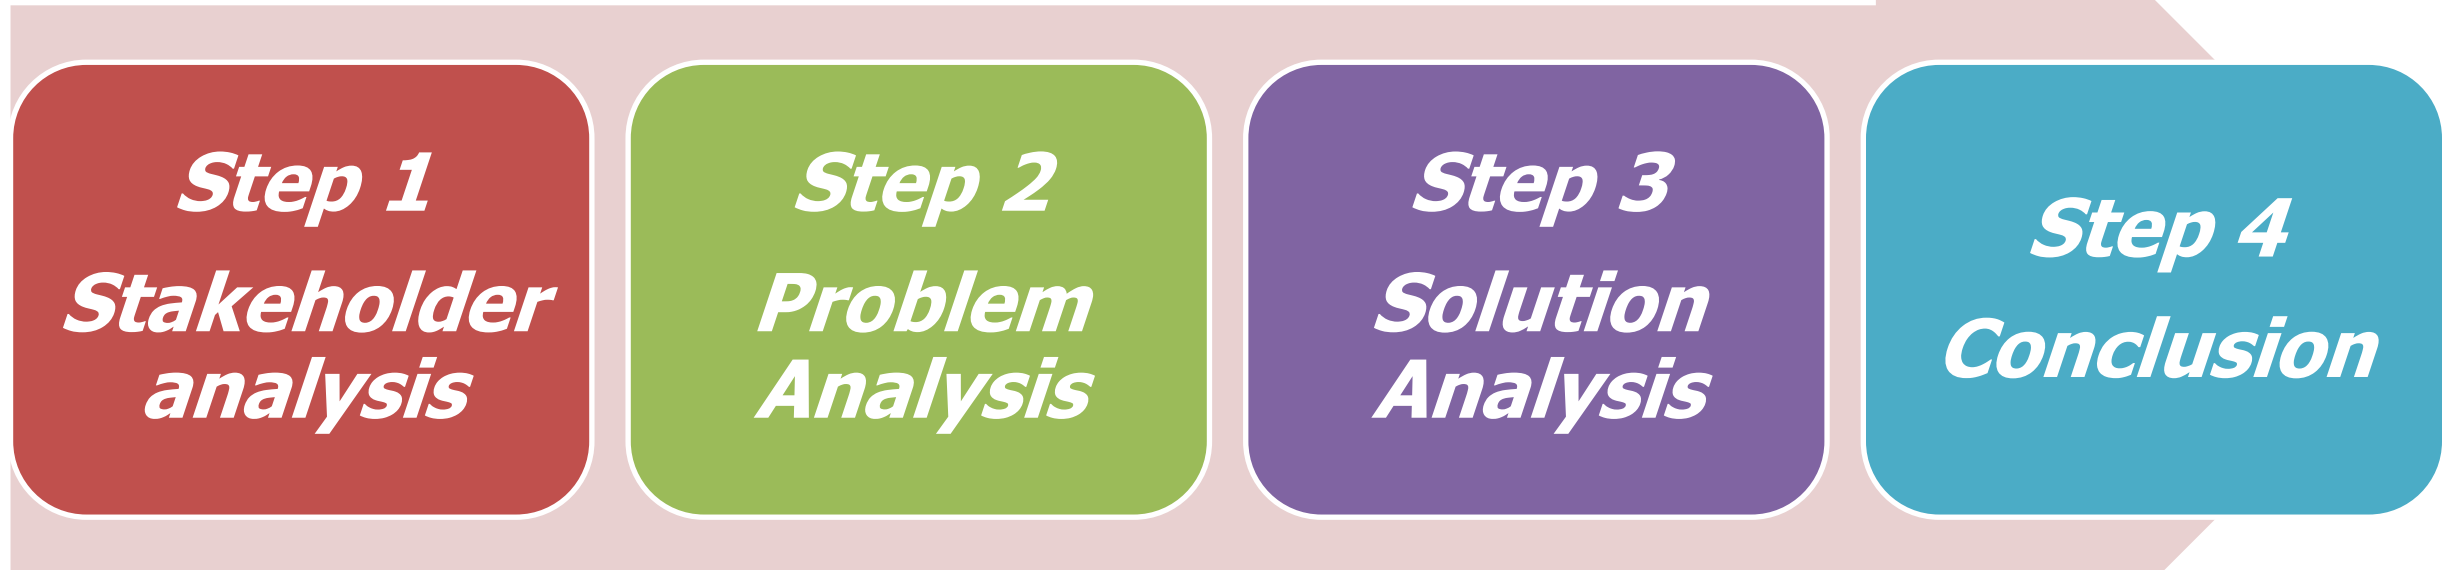 Step 1
Stakeholder
analysis
Step 2
Problem
Analysis
Step 3
Solution
Analysis
Step 4
Conclusion